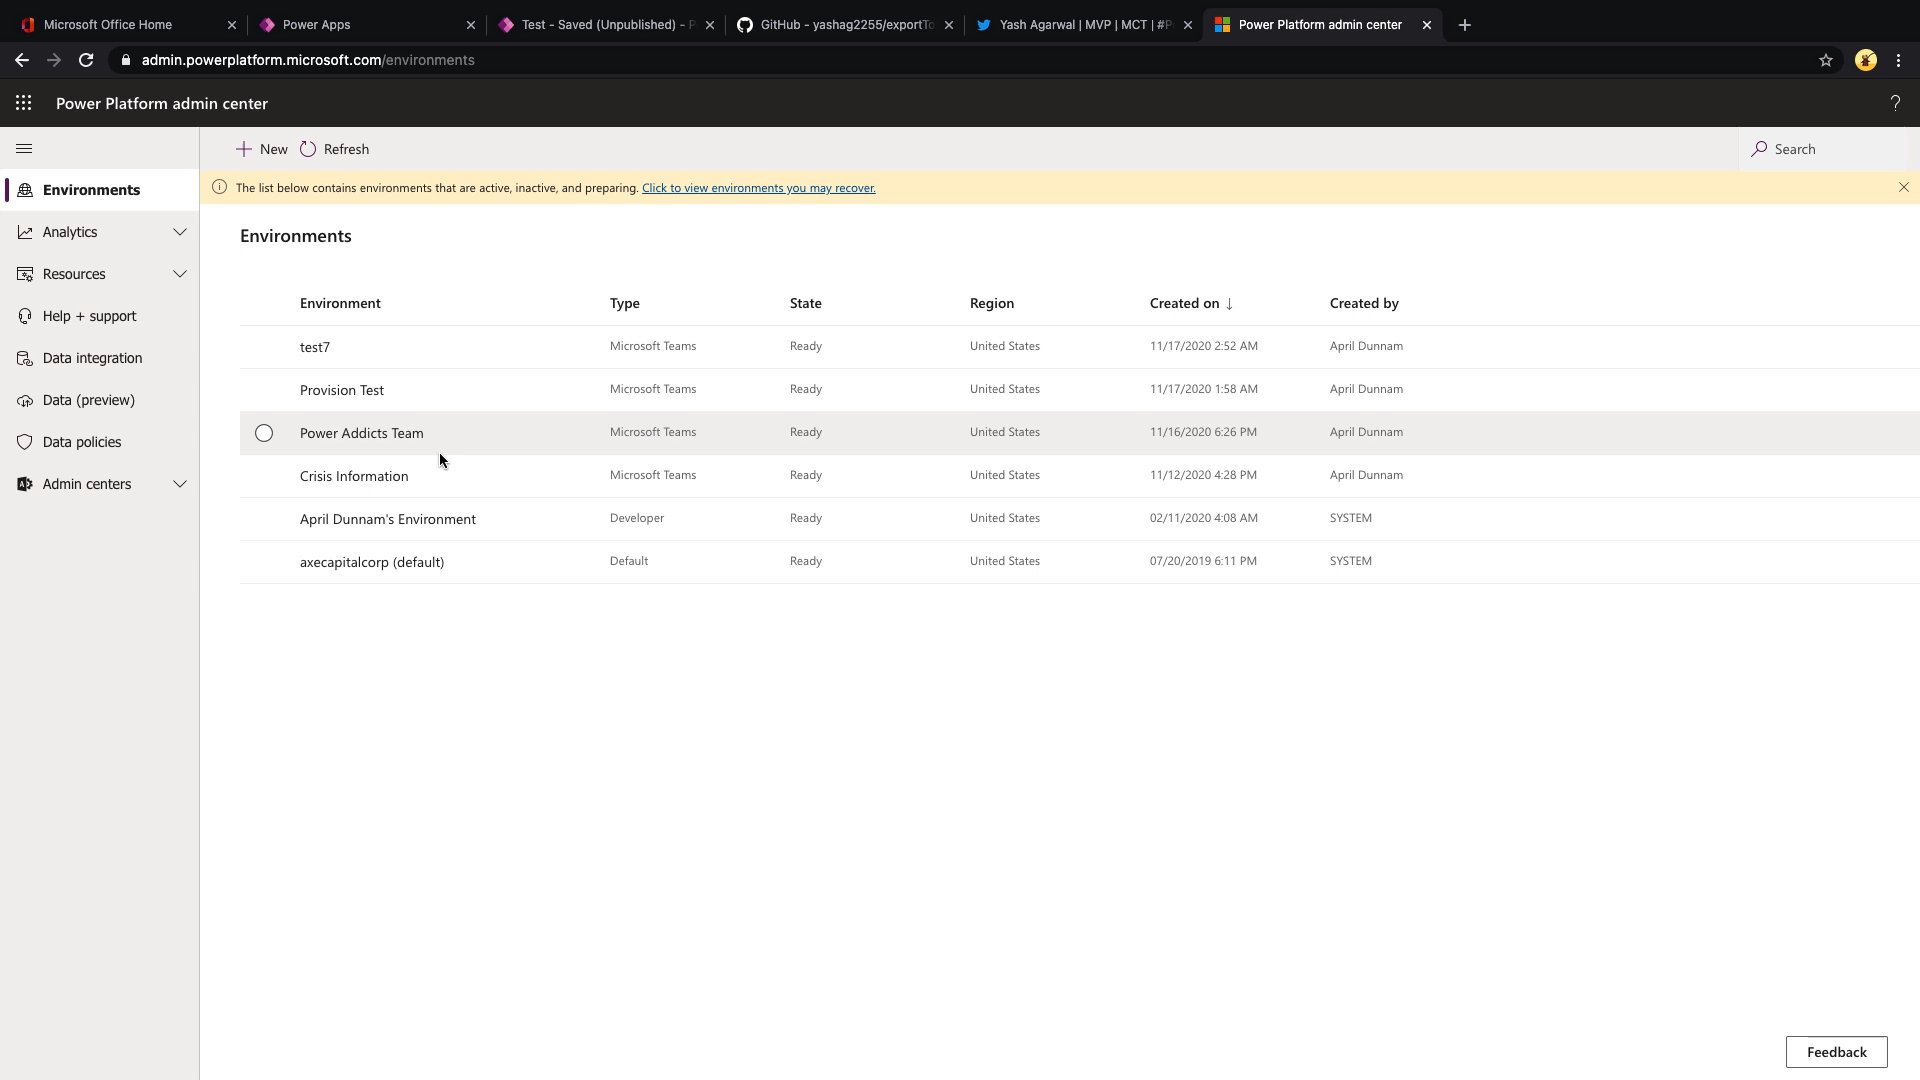 Microsoft Office Home
Power Apps
Test - Saved (Unpublished) - P
GitHub - yashag2255/exportTo
Yash Agarwal | MVP | MCT | #P
Power Platform admin center
admin.powerplatform.microsoft.com/environments
Power Platform admin center
?
New
Refresh
Search
The list below contains environments that are active, inactive, and preparing. Click to view environments you may recover.
Environments
Analytics
Resources
Help + support
Data integration
Data (preview)
Data policies
Admin centers
Environments
Environment Type State Region Created on ↓ Created by
test7 Microsoft Teams Ready United States 11/17/2020 2:52 AM April Dunnam
Provision Test Microsoft Teams Ready United States 11/17/2020 1:58 AM April Dunnam
Power Addicts Team Microsoft Teams Ready United States 11/16/2020 6:26 PM April Dunnam
Crisis Information Microsoft Teams Ready United States 11/12/2020 4:28 PM April Dunnam
April Dunnam's Environment Developer Ready United States 02/11/2020 4:08 AM SYSTEM
axecapitalcorp (default) Default Ready United States 07/20/2019 6:11 PM SYSTEM
Feedback